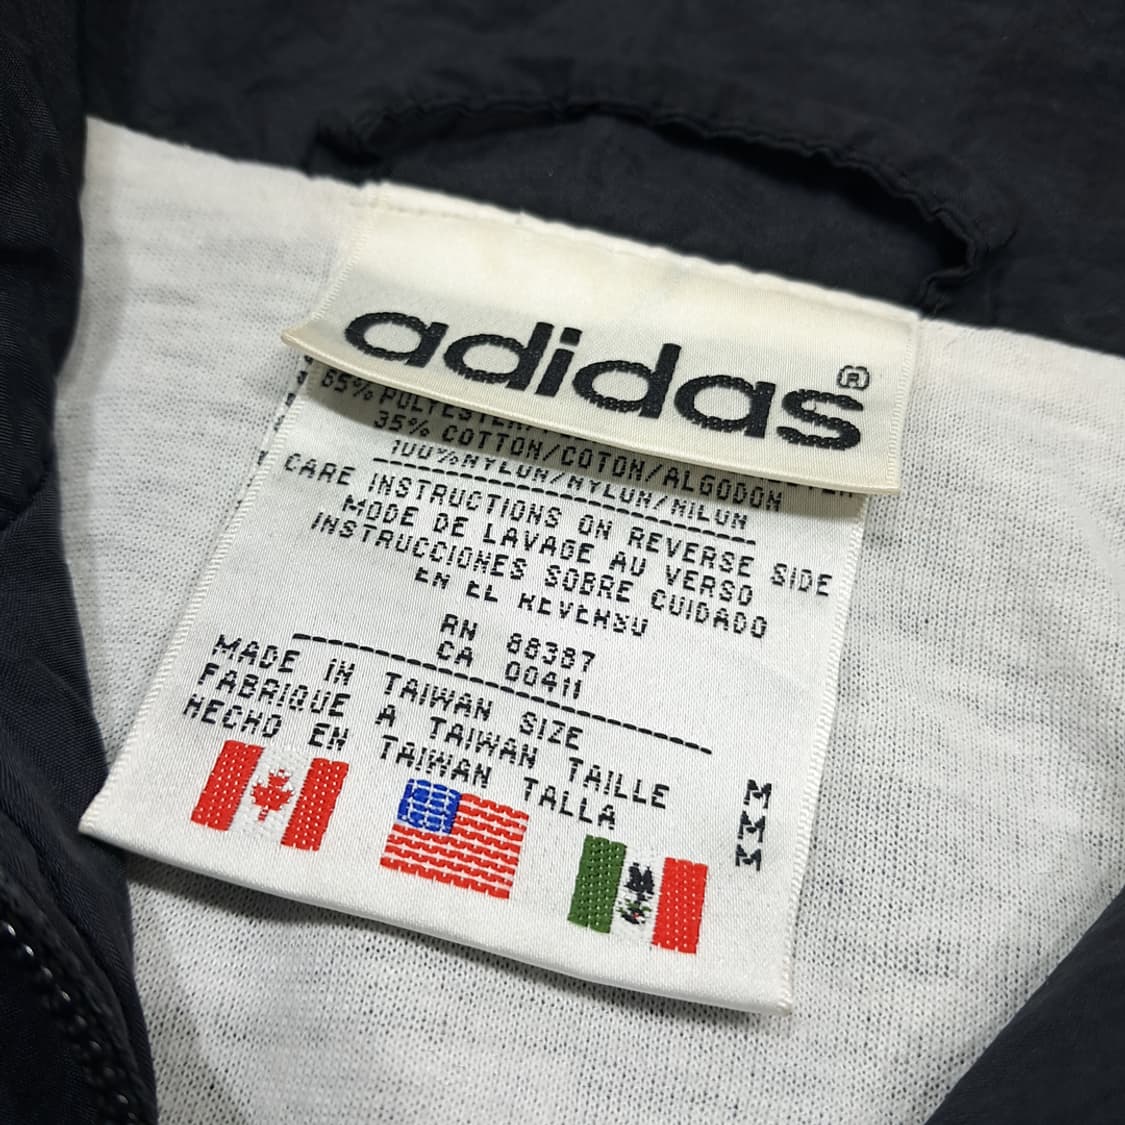 adidas®
65% POLYESTER/
35% COTTON/COTON/ALGODON
100%NYLON/NYLON/NILON
CARE INSTRUCTIONS ON REVERSE SIDE
MODE DE LAVAGE AU VERSO
INSTRUCCIONES SOBRE CUIDADO
EN EL REVERSO
RN 88387
CA 00411
MADE IN TAIWAN SIZE M
FABRIQUE A TAIWAN TAILLE M
HECHO EN TAIWAN TALLA M